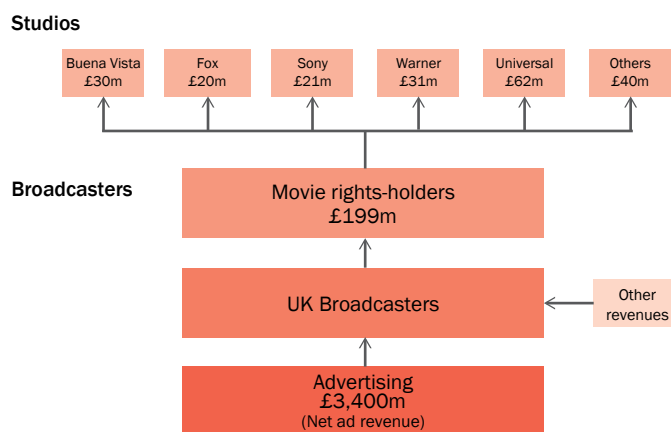 Studios
Buena Vista
£30m
Fox
£20m
Sony
£21m
Warner
£31m
Universal
£62m
Others
£40m
Broadcasters
Movie rights-holders
£199m
UK Broadcasters
Other
revenues
Advertising
£3,400m
(Net ad revenue)